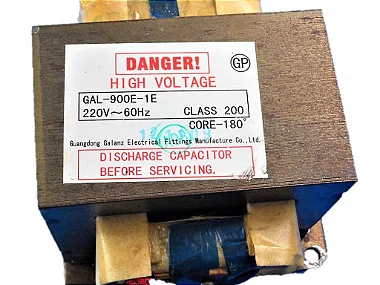 DANGER!
GP
HIGH VOLTAGE
GAL-900E-1E
220V~60Hz CLASS 200
CORE-180°
Guangdong Galanz Electrical Fittings Manufacture Co.,Ltd.
DISCHARGE CAPACITOR
BEFORE SERVICING.